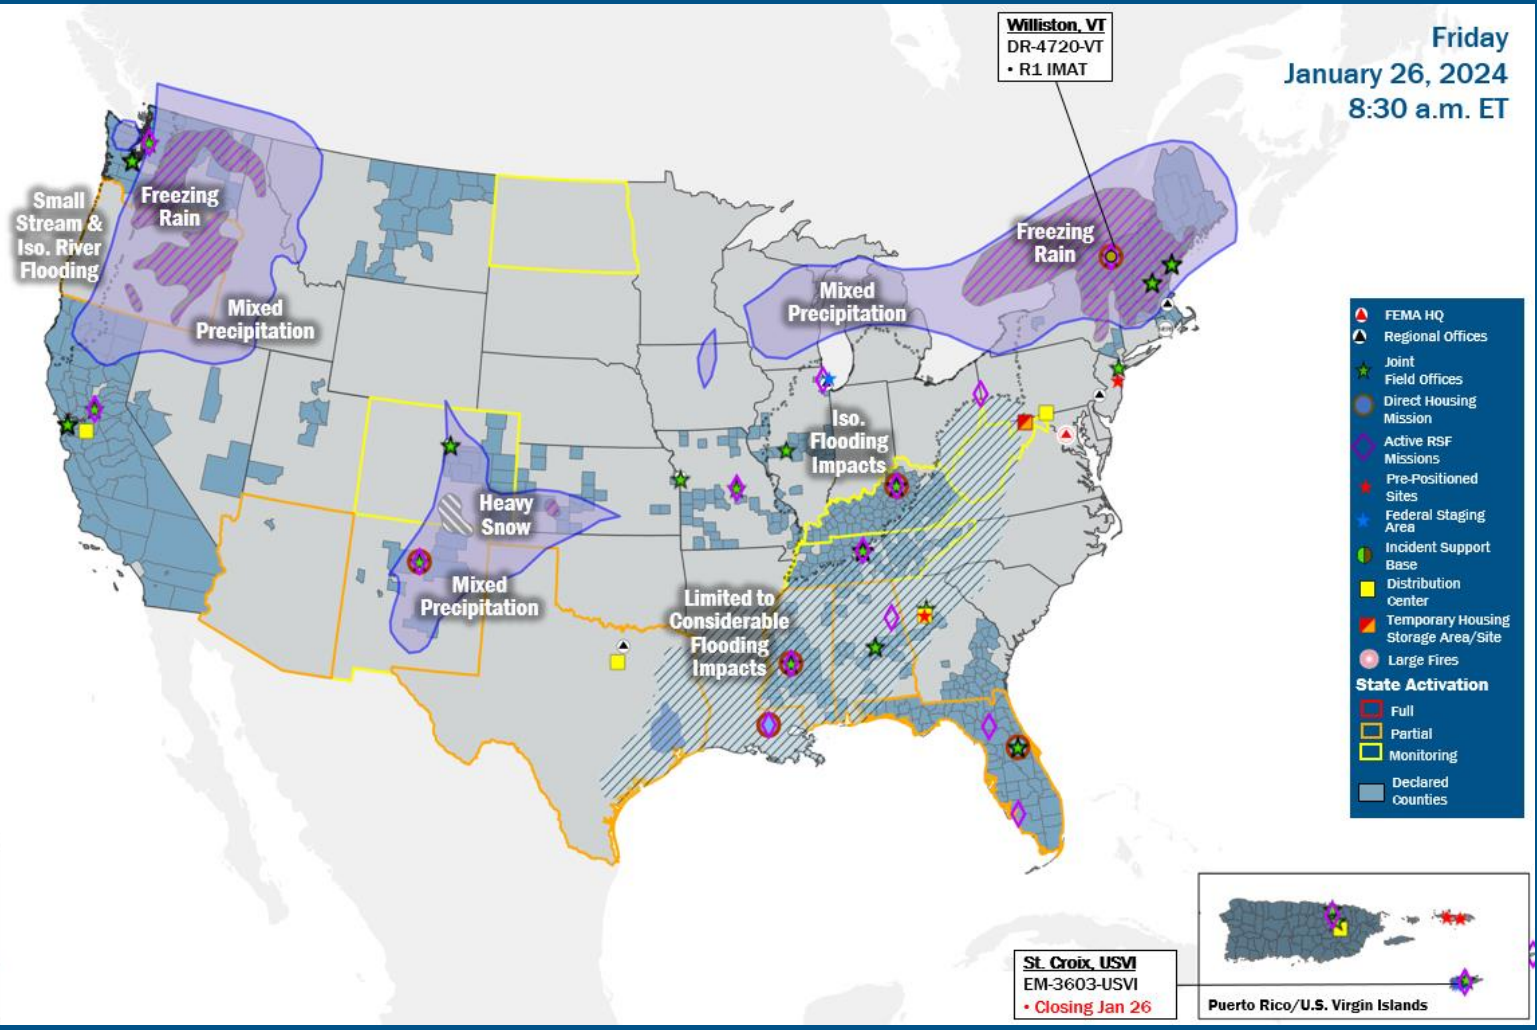 Williston, VT
DR-4720-VT
• R1 IMAT
Friday
January 26, 2024
8:30 a.m. ET
Small
Stream &
Iso. River
Flooding
Freezing
Rain
Mixed
Precipitation
Freezing
Rain
Mixed
Precipitation
Iso.
Flooding
Impacts
Heavy
Snow
Mixed
Precipitation
Limited to
Considerable
Flooding
Impacts
FEMA HQ
Regional Offices
Joint
Field Offices
Direct Housing
Mission
Active RSF
Missions
Pre-Positioned
Sites
Federal Staging
Area
Incident Support
Base
Distribution
Center
Temporary Housing
Storage Area/Site
Large Fires
State Activation
Full
Partial
Monitoring
Declared
Counties
St. Croix, USVI
EM-3603-USVI
• Closing Jan 26
Puerto Rico/U.S. Virgin Islands